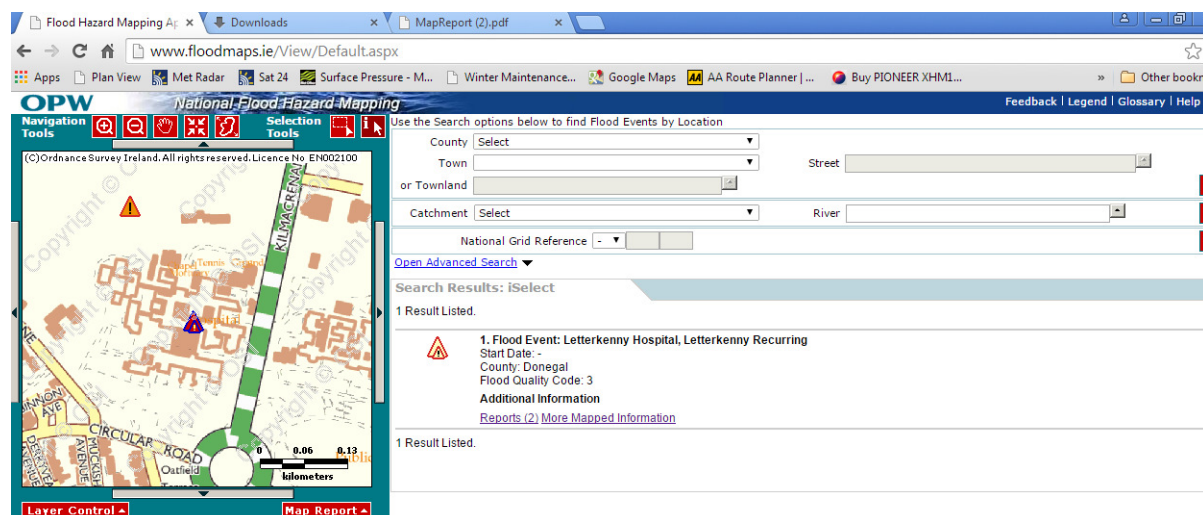 Flood Hazard Mapping Ap
Downloads
MapReport (2).pdf
www.floodmaps.ie/View/Default.aspx
Apps Plan View Met Radar Sat 24 Surface Pressure - M... Winter Maintenance... Google Maps AA Route Planner | ... Buy PIONEER XHM1... » Other bookm
OPW National Flood Hazard Mapping Feedback | Legend | Glossary | Help
Navigation Tools Selection Tools
Use the Search options below to find Flood Events by Location
County Select
Town Street
or Townland
Catchment Select River
National Grid Reference -
Open Advanced Search
Search Results: iSelect
1 Result Listed.
1. Flood Event: Letterkenny Hospital, Letterkenny Recurring
Start Date: -
County: Donegal
Flood Quality Code: 3
Additional Information
Reports (2) More Mapped Information
1 Result Listed.
(C)Ordnance Survey Ireland. All rights reserved. Licence No EN002100
Copyright © OSI
KILMACRENAN
Tennis Ground
Hospital
CIRCULAR ROAD
Oatfield
0 0.06 0.13
kilometers
Layer Control Map Report